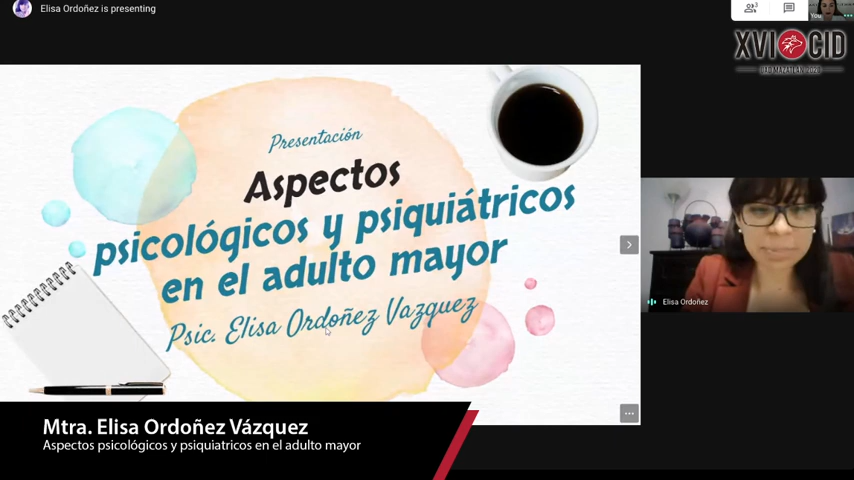 Elisa Ordoñez is presenting
3
You
XVI CID
Presentación
Aspectos
psicológicos y psiquiátricos
en el adulto mayor
Psic. Elisa Ordoñez Vazquez
Elisa Ordoñez
Mtra. Elisa Ordoñez Vázquez
Aspectos psicológicos y psiquiatricos en el adulto mayor